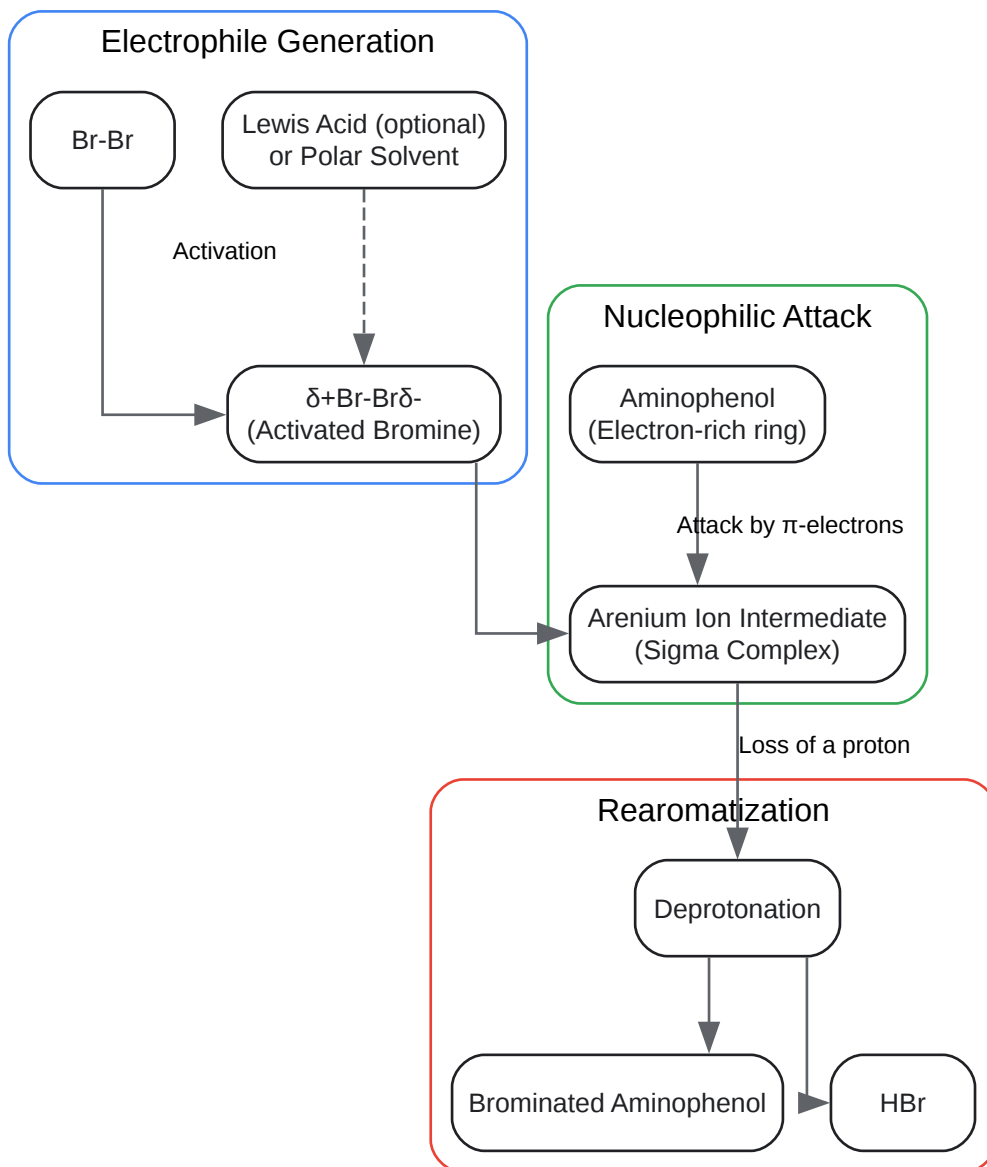 Electrophile Generation
Br-Br
Lewis Acid (optional)
or Polar Solvent
Activation
δ+Br-Brδ-
(Activated Bromine)
Nucleophilic Attack
Aminophenol
(Electron-rich ring)
Attack by π-electrons
Arenium Ion Intermediate
(Sigma Complex)
Loss of a proton
Rearomatization
Deprotonation
Brominated Aminophenol
HBr